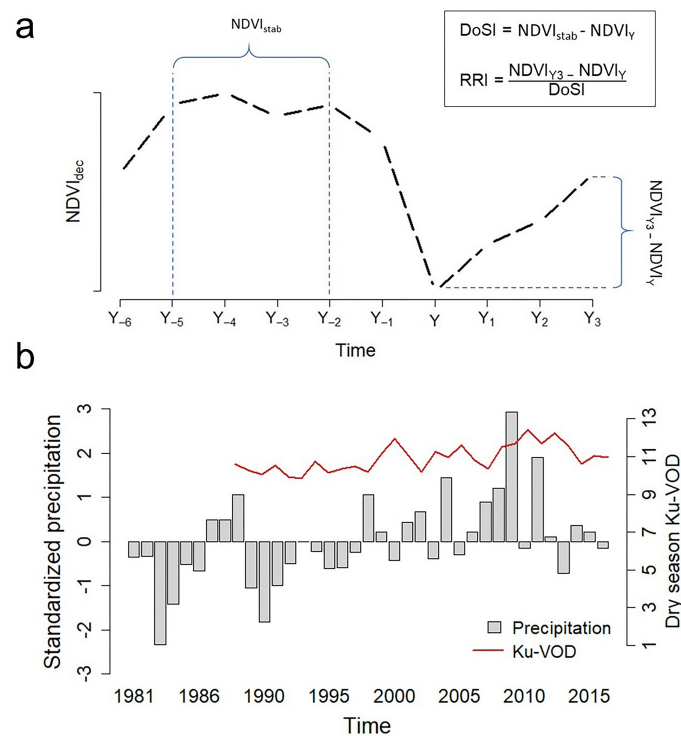 a
NDVIstab
DoSI = NDVIstab - NDVIY
RRI = NDVIY3 – NDVIY
DoSI
NDVIdec
NDVIY3 – NDVIY
Y–6 Y–5 Y–4 Y–3 Y–2 Y–1 Y Y1 Y2 Y3
Time
b
Standardized precipitation
3
2
1
0
-1
-2
-3
13
11
9
7
5
3
1
Dry season Ku-VOD
Precipitation
Ku-VOD
1981 1986 1990 1995 2000 2005 2010 2015
Time